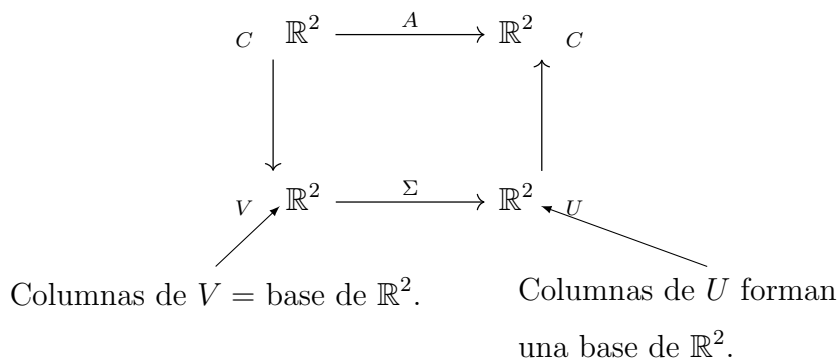 A
C ℝ² ℝ² C
Σ
V ℝ² ℝ² U
Columnas de V = base de ℝ².
Columnas de U forman
una base de ℝ².